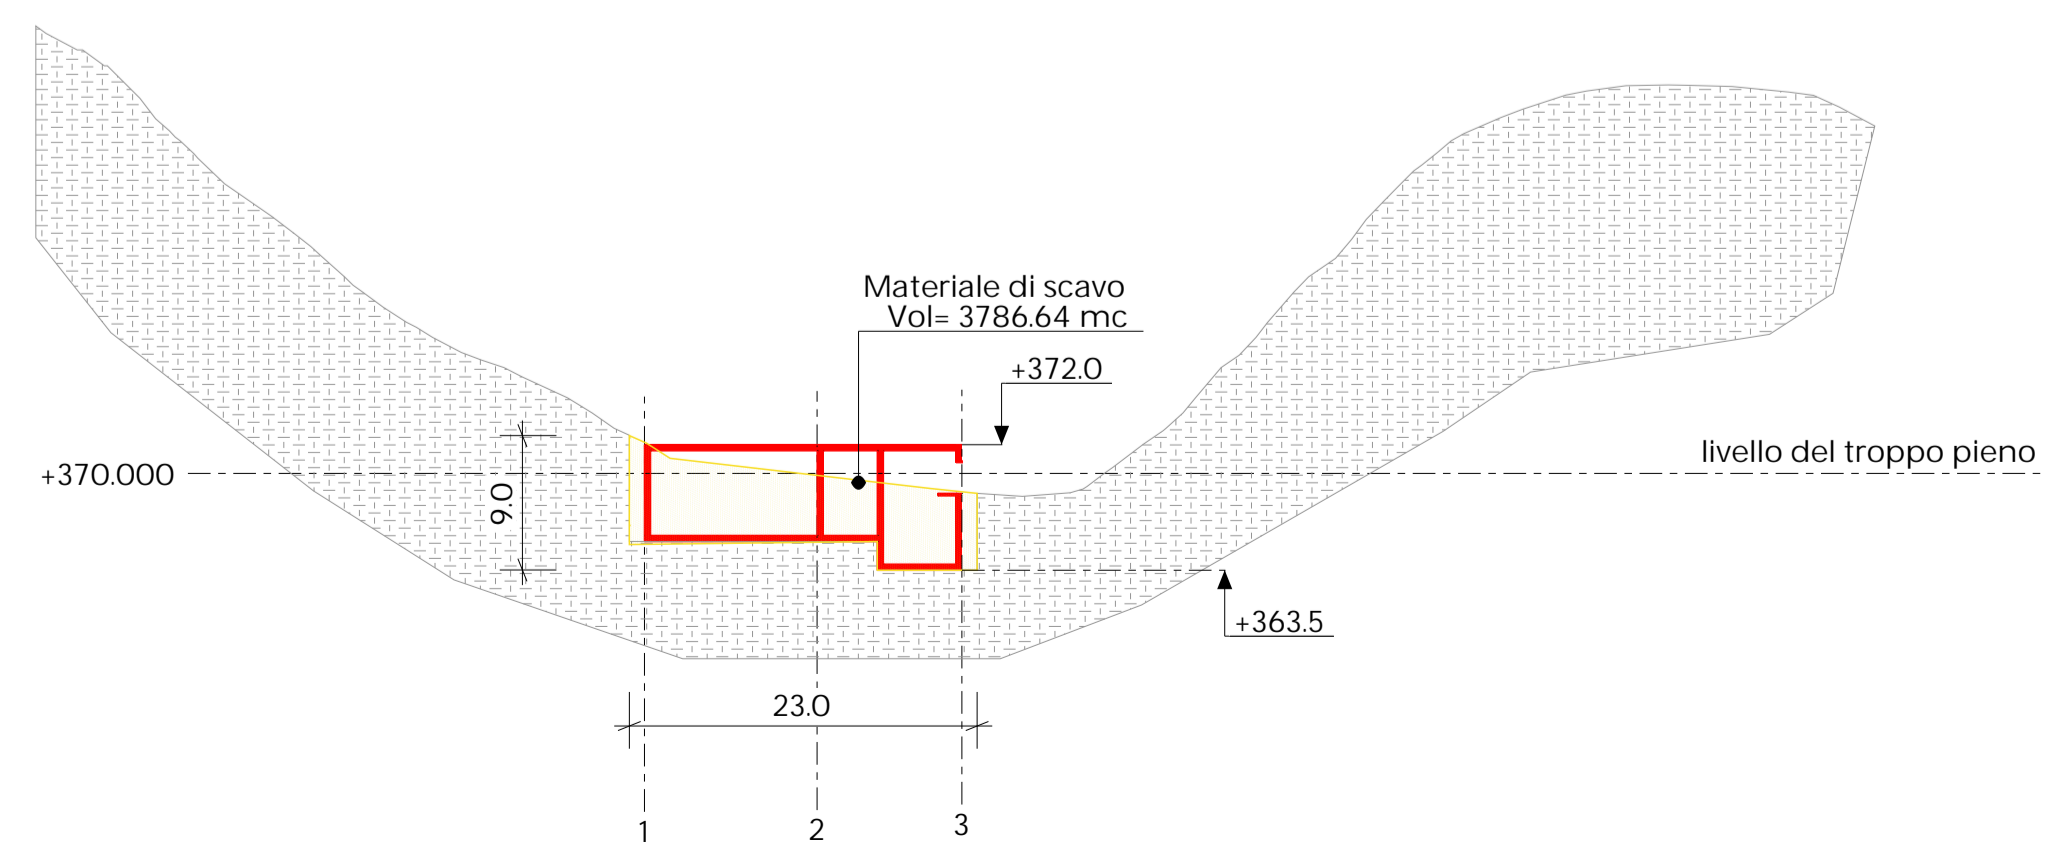 Materiale di scavo
Vol= 3786.64 mc
+372.0
livello del troppo pieno
+370.000
9.0
+363.5
23.0
1
2
3